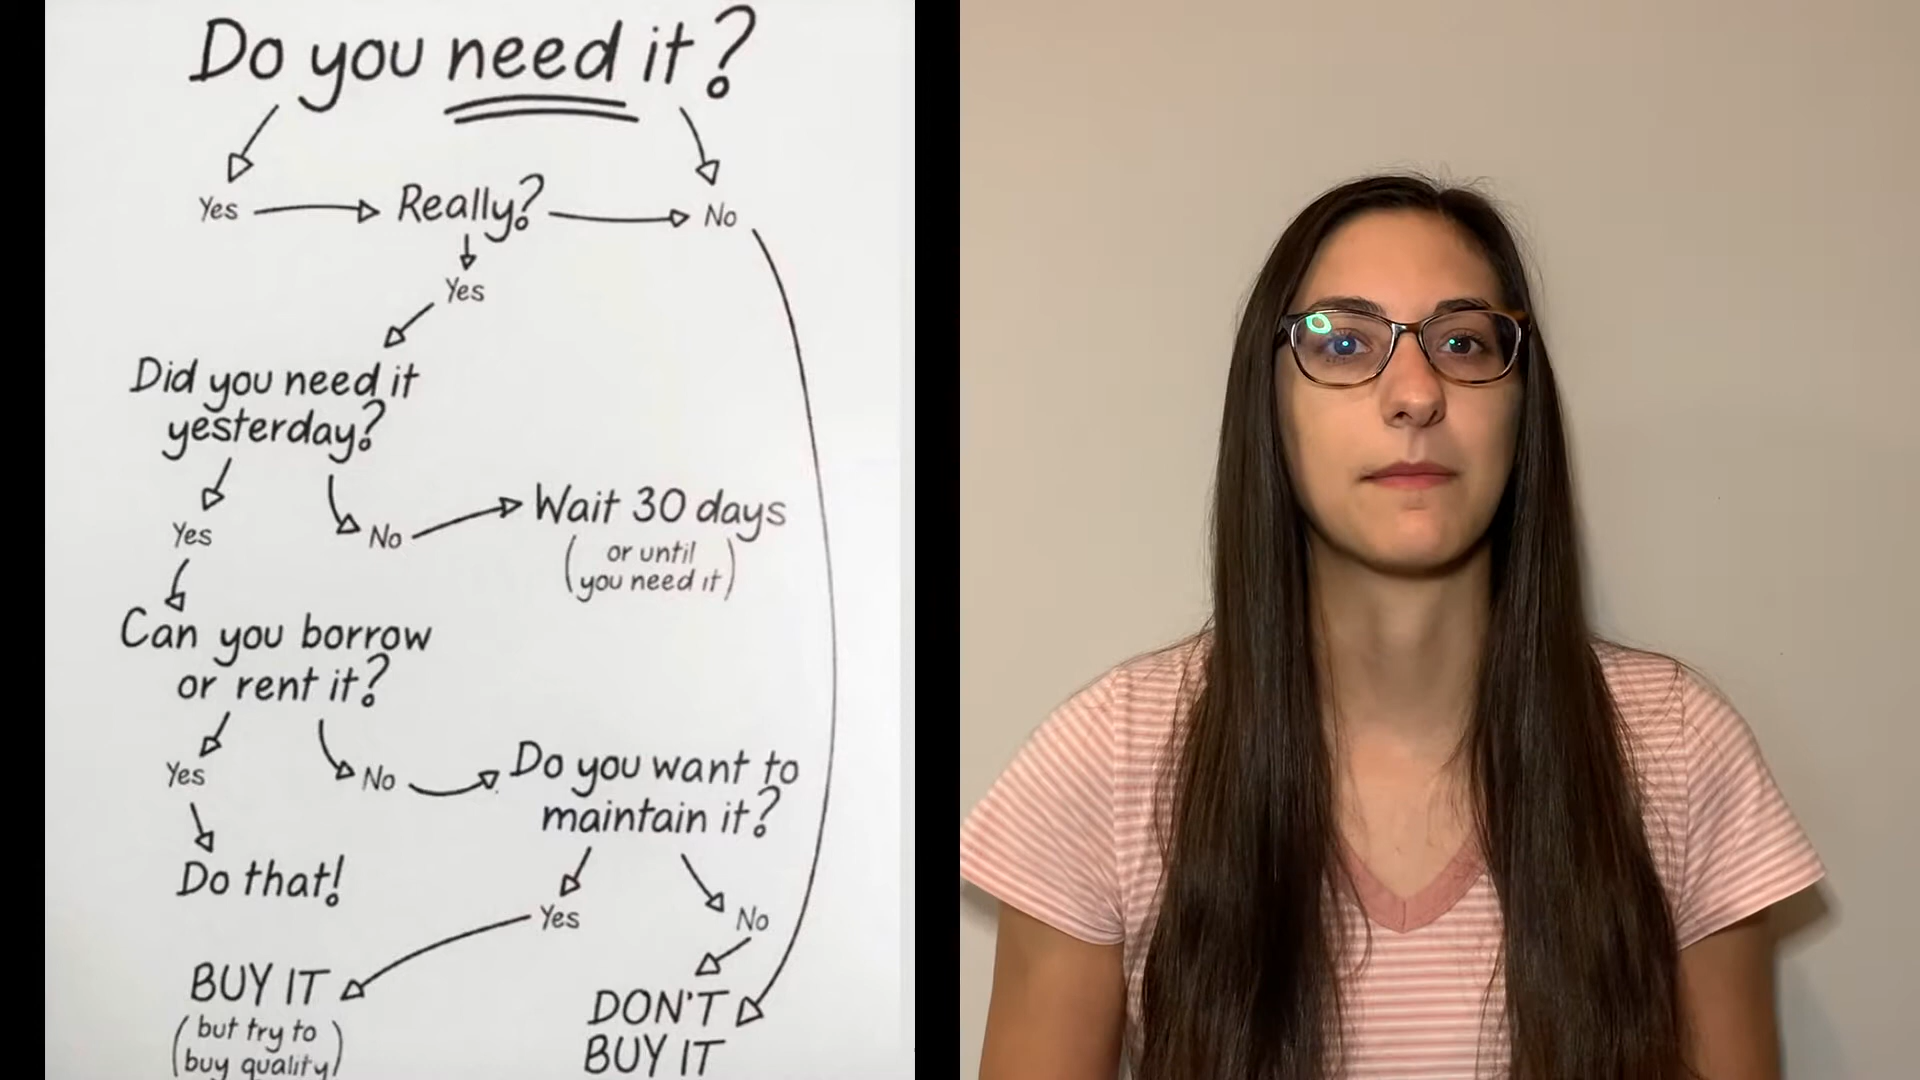 Do you need it?
Yes
Really?
No
Yes
Did you need it
yesterday?
Yes
No
Wait 30 days
(or until
you need it)
Can you borrow
or rent it?
Yes
No
Do you want to
maintain it?
Do that!
Yes
No
BUY IT
(but try to
buy quality)
DON'T
BUY IT